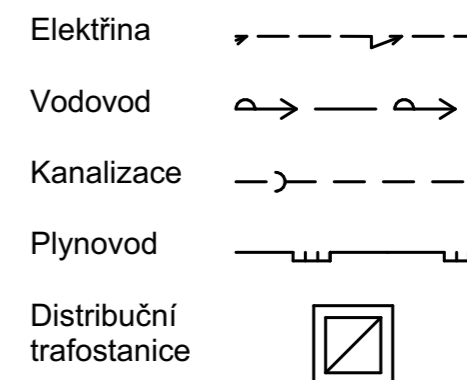 Elektřina
Vodovod
Kanalizace
Plynovod
Distribuční
trafostanice